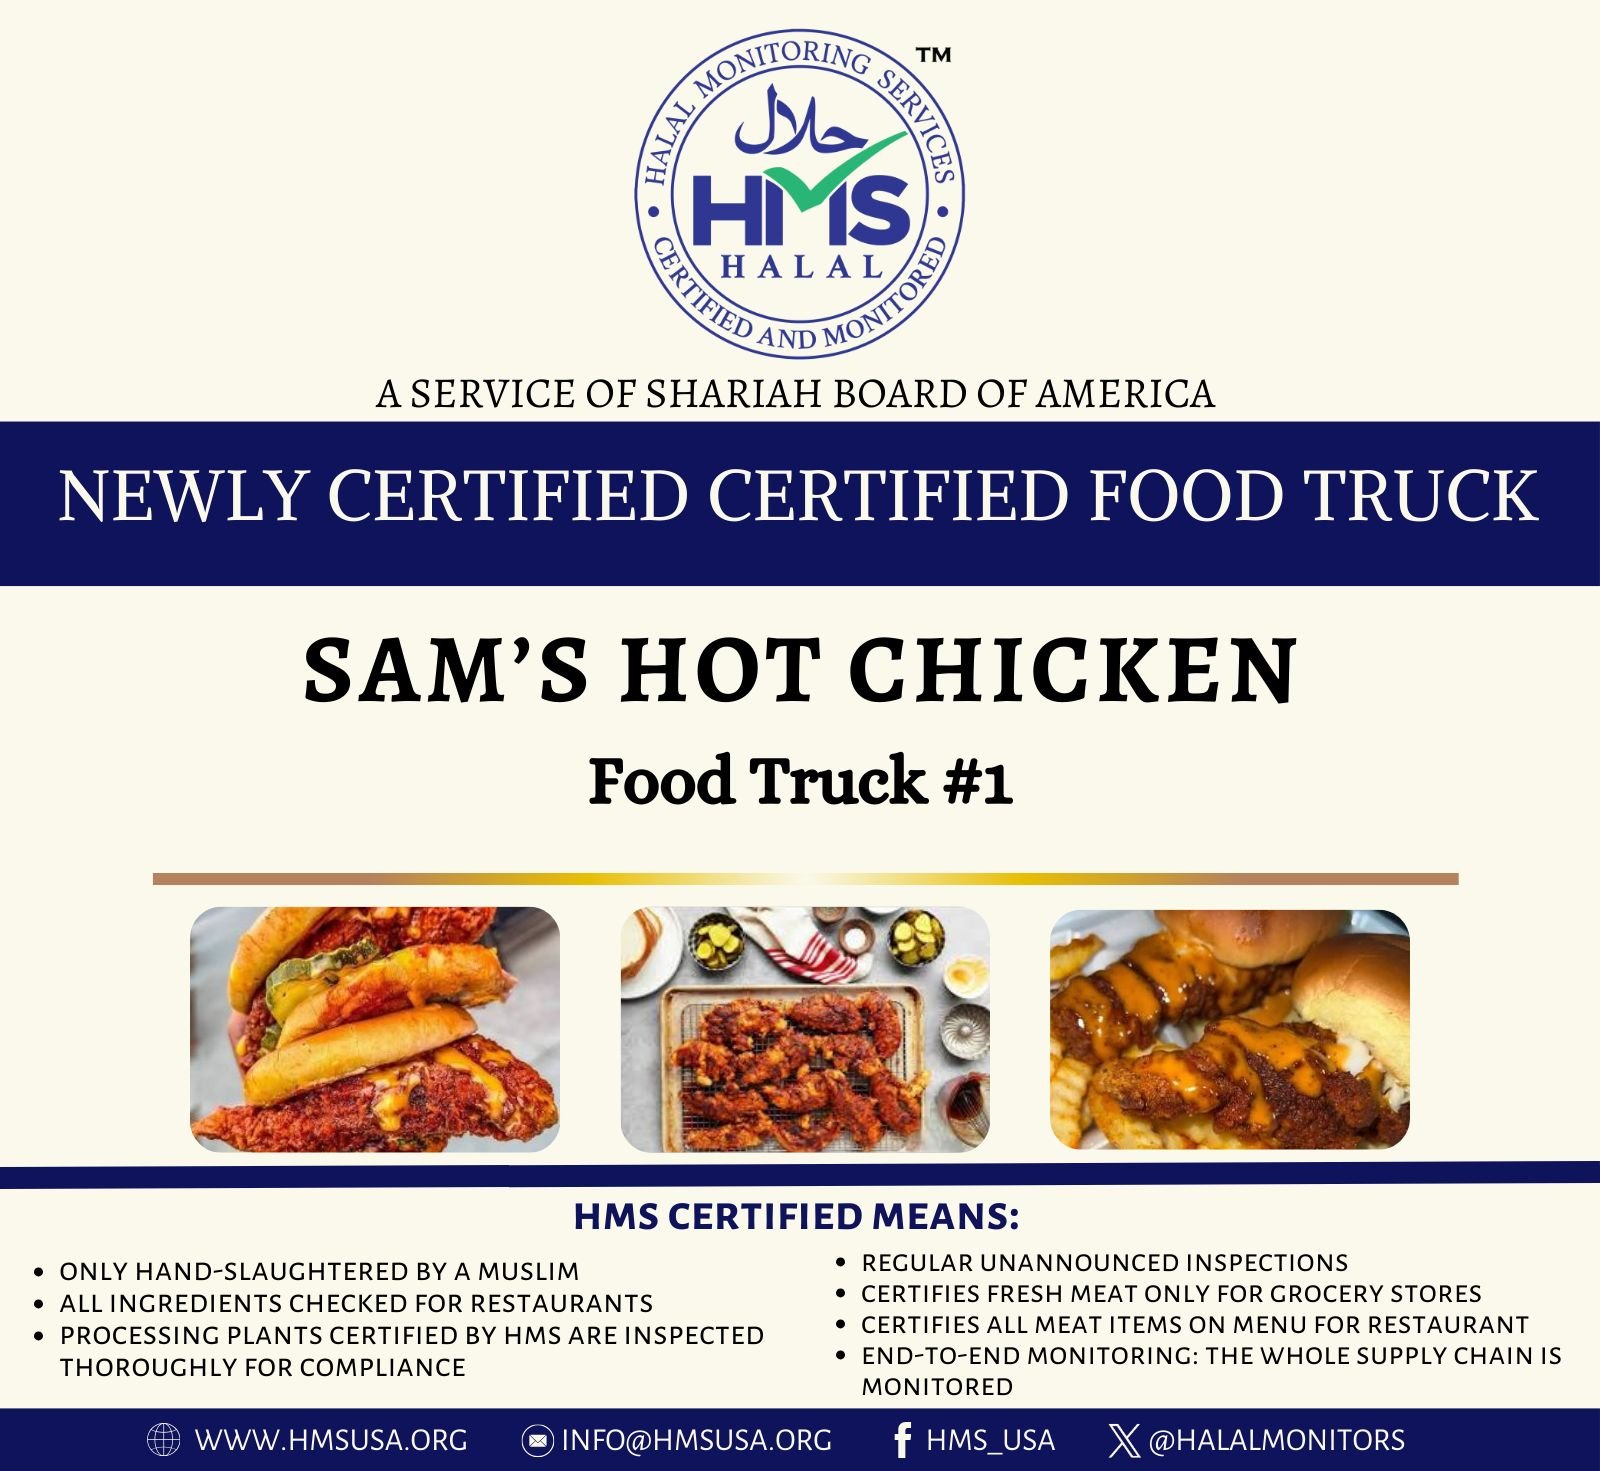 HALAL MONITORING SERVICES
TM
حلال
HMS
HALAL
• CERTIFIED AND MONITORED •
A SERVICE OF SHARIAH BOARD OF AMERICA
NEWLY CERTIFIED CERTIFIED FOOD TRUCK
SAM'S HOT CHICKEN
Food Truck #1
HMS CERTIFIED MEANS:
• ONLY HAND-SLAUGHTERED BY A MUSLIM
• ALL INGREDIENTS CHECKED FOR RESTAURANTS
• PROCESSING PLANTS CERTIFIED BY HMS ARE INSPECTED
THOROUGHLY FOR COMPLIANCE
• REGULAR UNANNOUNCED INSPECTIONS
• CERTIFIES FRESH MEAT ONLY FOR GROCERY STORES
• CERTIFIES ALL MEAT ITEMS ON MENU FOR RESTAURANT
• END-TO-END MONITORING: THE WHOLE SUPPLY CHAIN IS
MONITORED
WWW.HMSUSA.ORG INFO@HMSUSA.ORG HMS_USA @HALALMONITORS